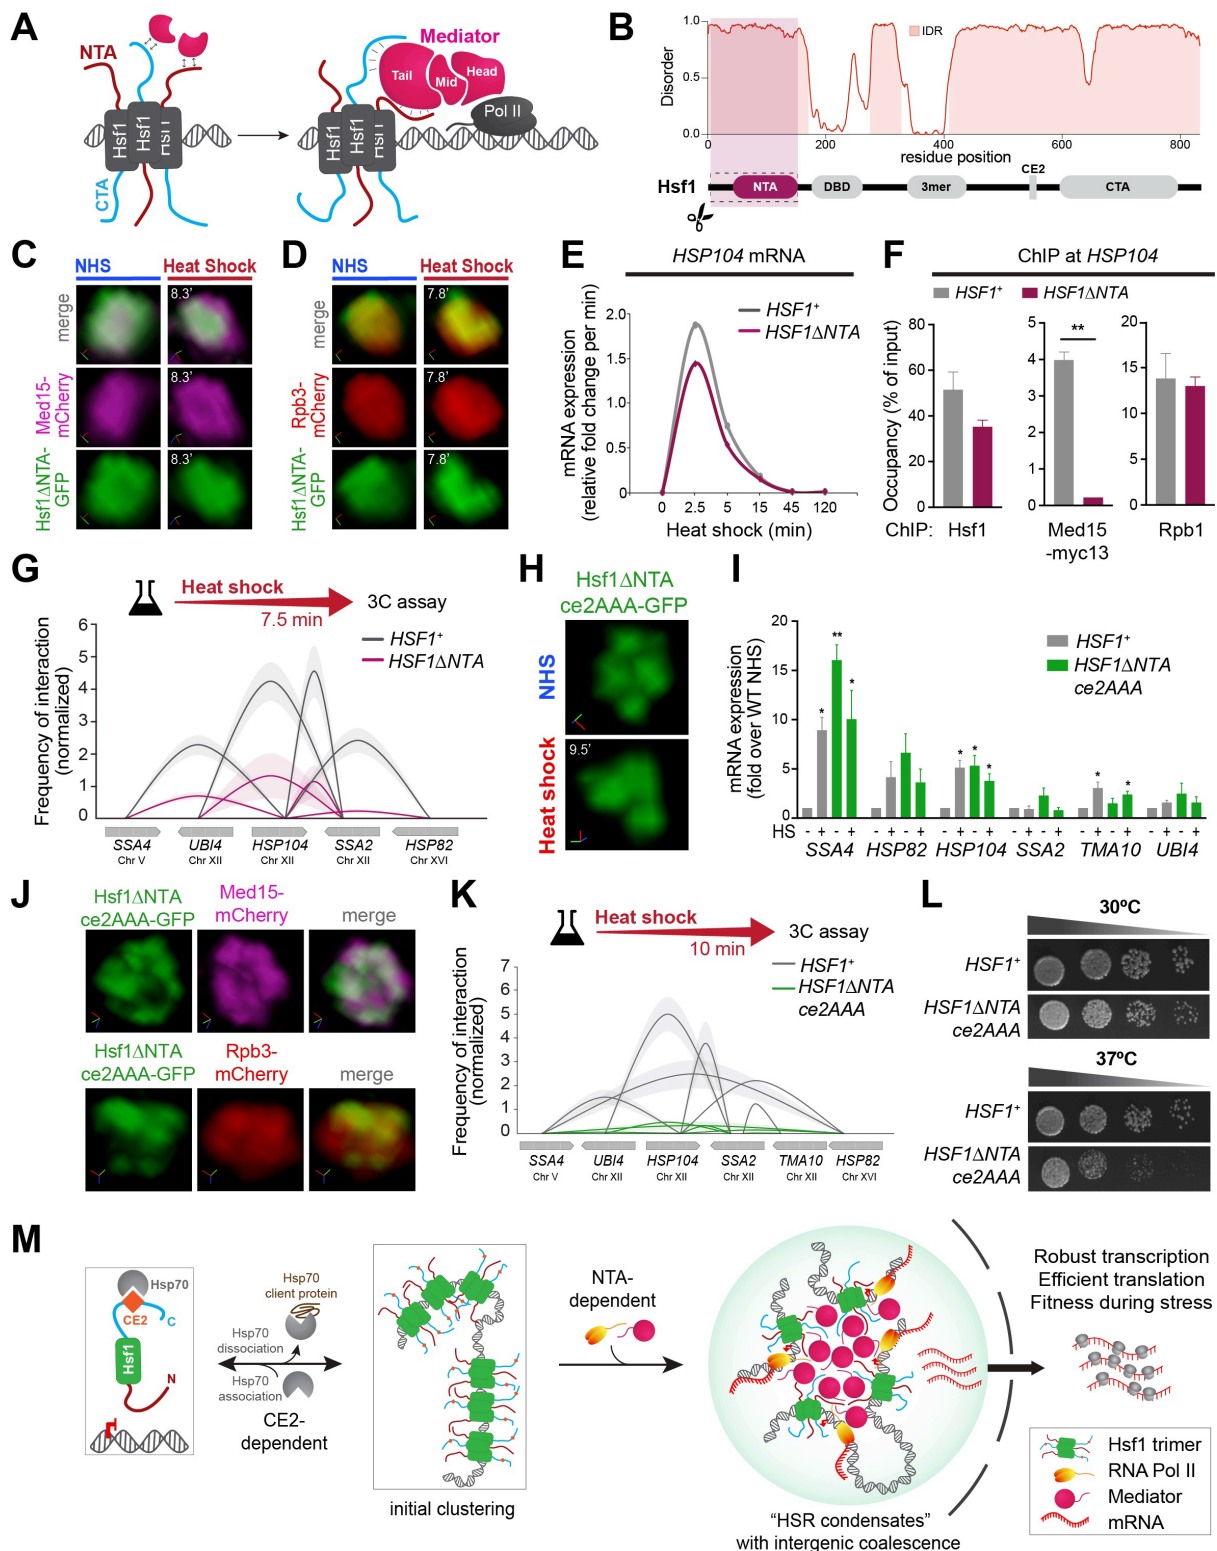 A
NTA
Mediator
Tail
Mid
Head
Pol II
Hsf1
Hsf1
Hsf1
Hsf1
Hsf1
Hsf1
CTA
B
Disorder
1.0
0.5
0.0
IDR
0
200
400
600
800
residue position
CE2
Hsf1
NTA
DBD
3mer
CTA
C
NHS
Heat Shock
merge
8.3’
Med15-
mCherry
8.3’
Hsf1ΔNTA-
GFP
8.3’
D
NHS
Heat Shock
merge
7.8’
Rpb3-
mCherry
7.8’
Hsf1ΔNTA-
GFP
7.8’
E
HSP104 mRNA
mRNA expression
(relative fold change per min)
2.0
1.5
1.0
0.5
0
HSF1+
HSF1ΔNTA
0
2.5
5
15
45
120
Heat shock (min)
F
ChIP at HSP104
HSF1+
HSF1ΔNTA
Occupancy (% of input)
80
60
40
20
0
5
4
3
2
1
0
**
20
15
10
5
0
ChIP:
Hsf1
Med15
-myc13
Rpb1
G
Heat shock
7.5 min
3C assay
HSF1+
HSF1ΔNTA
Frequency of interaction
(normalized)
6
5
4
3
2
1
0
SSA4
UBI4
HSP104
SSA2
HSP82
Chr V
Chr XII
Chr XII
Chr XII
Chr XVI
H
Hsf1ΔNTA
ce2AAA-GFP
NHS
Heat shock
9.5’
I
mRNA expression
(fold over WT NHS)
20
15
10
5
0
HSF1+
HSF1ΔNTA
ce2AAA
* ** *
* * *
* *
HS
- + - +
- + - +
- + - +
- + - +
- + - +
- + - +
SSA4
HSP82
HSP104
SSA2
TMA10
UBI4
J
Hsf1ΔNTA
ce2AAA-GFP
Med15-
mCherry
merge
Hsf1ΔNTA
ce2AAA-GFP
Rpb3-
mCherry
merge
K
Heat shock
10 min
3C assay
HSF1+
HSF1ΔNTA
ce2AAA
Frequency of interaction
(normalized)
7
6
5
4
3
2
1
0
SSA4
UBI4
HSP104
SSA2
TMA10
HSP82
Chr V
Chr XII
Chr XII
Chr XII
Chr XII
Chr XVI
L
30ºC
HSF1+
HSF1ΔNTA
ce2AAA
37ºC
HSF1+
HSF1ΔNTA
ce2AAA
M
Hsp70
CE2
C
Hsf1
N
Hsp70
client protein
Hsp70
dissociation
Hsp70
association
CE2-
dependent
initial clustering
NTA-
dependent
“HSR condensates”
with intergenic coalescence
Robust transcription
Efficient translation
Fitness during stress
Hsf1 trimer
RNA Pol II
Mediator
mRNA